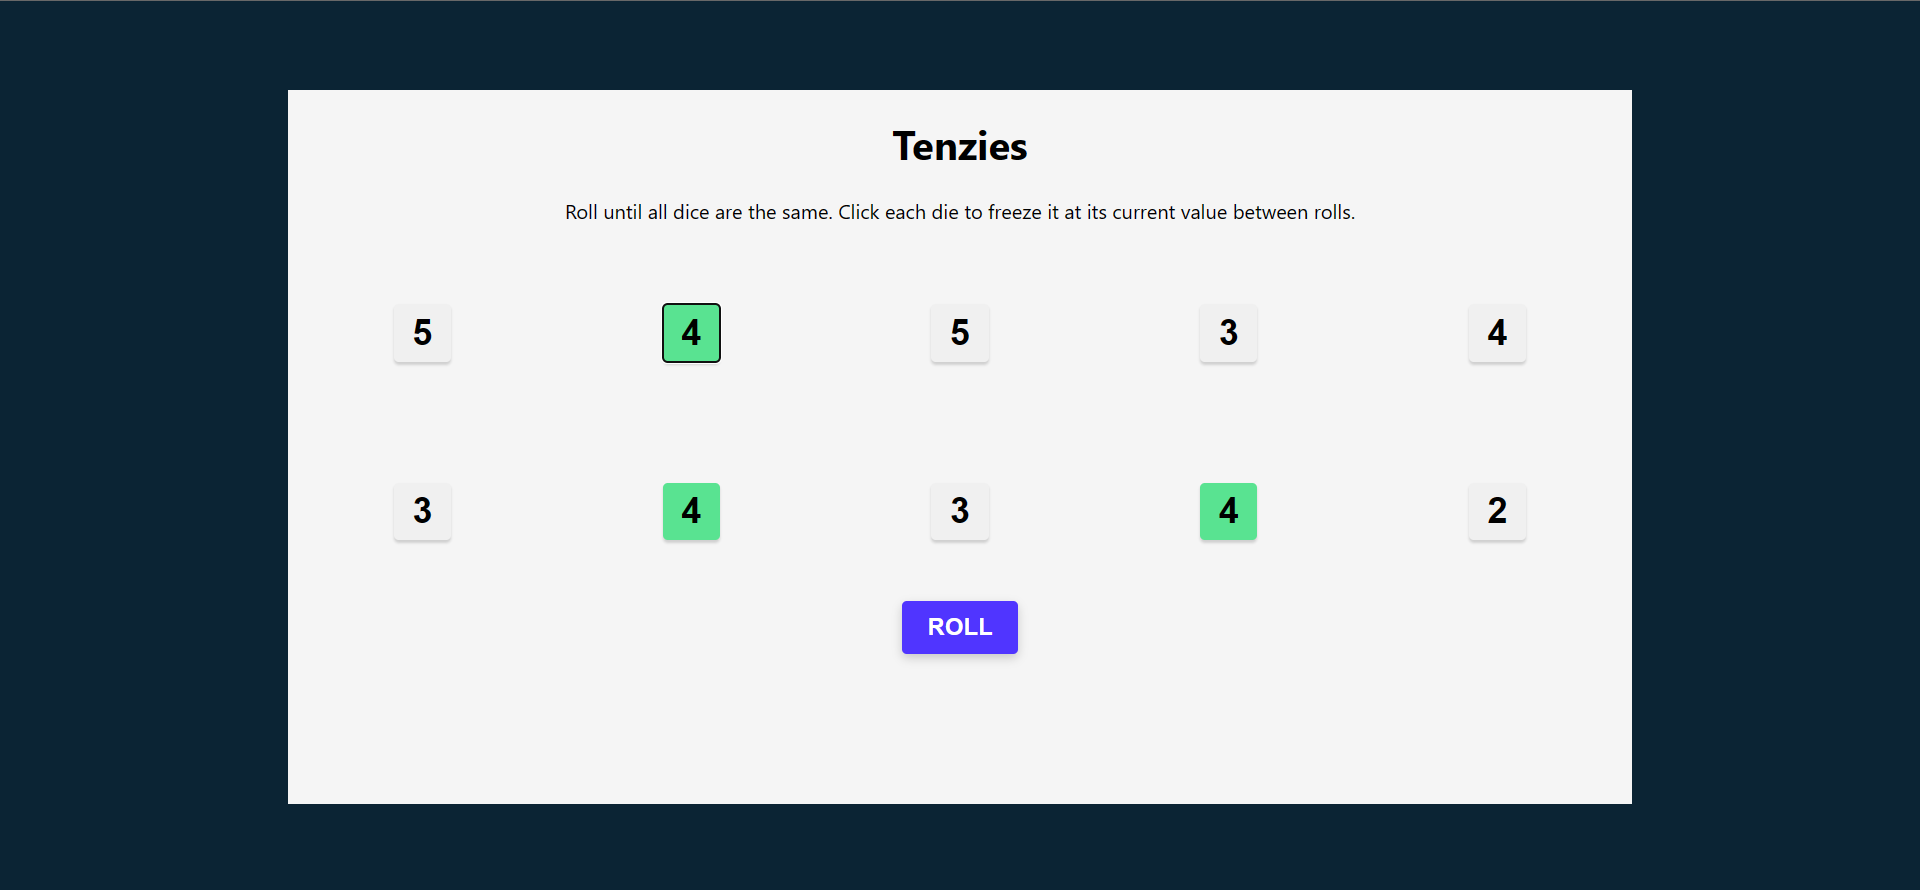 Tenzies
Roll until all dice are the same. Click each die to freeze it at its current value between rolls.
5 4 5 3 4
3 4 3 4 2
ROLL